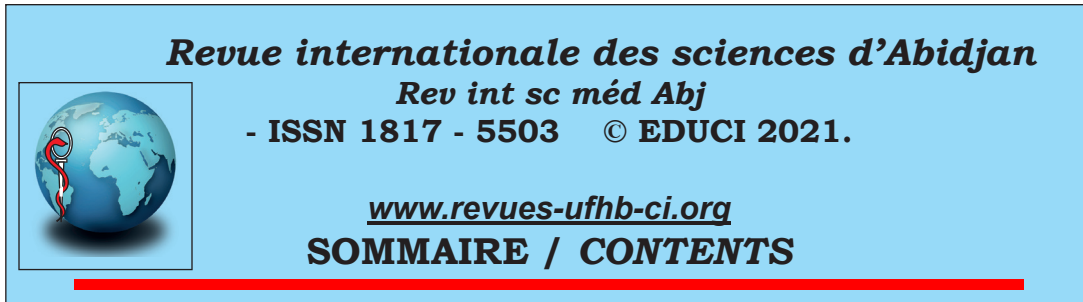 Revue internationale des sciences d’Abidjan
Rev int sc méd Abj
- ISSN 1817 - 5503 © EDUCI 2021.
www.revues-ufhb-ci.org
SOMMAIRE / CONTENTS